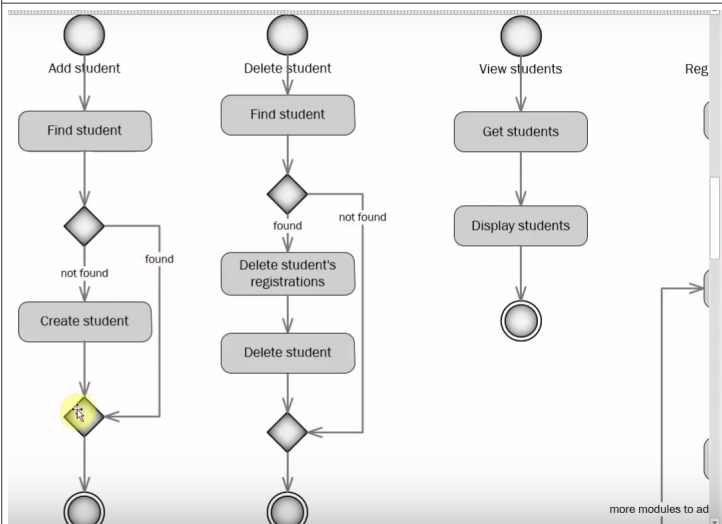 Add student
Find student
not found
found
Create student
Delete student
Find student
found
not found
Delete student's
registrations
Delete student
View students
Get students
Display students
Reg
more modules to ad